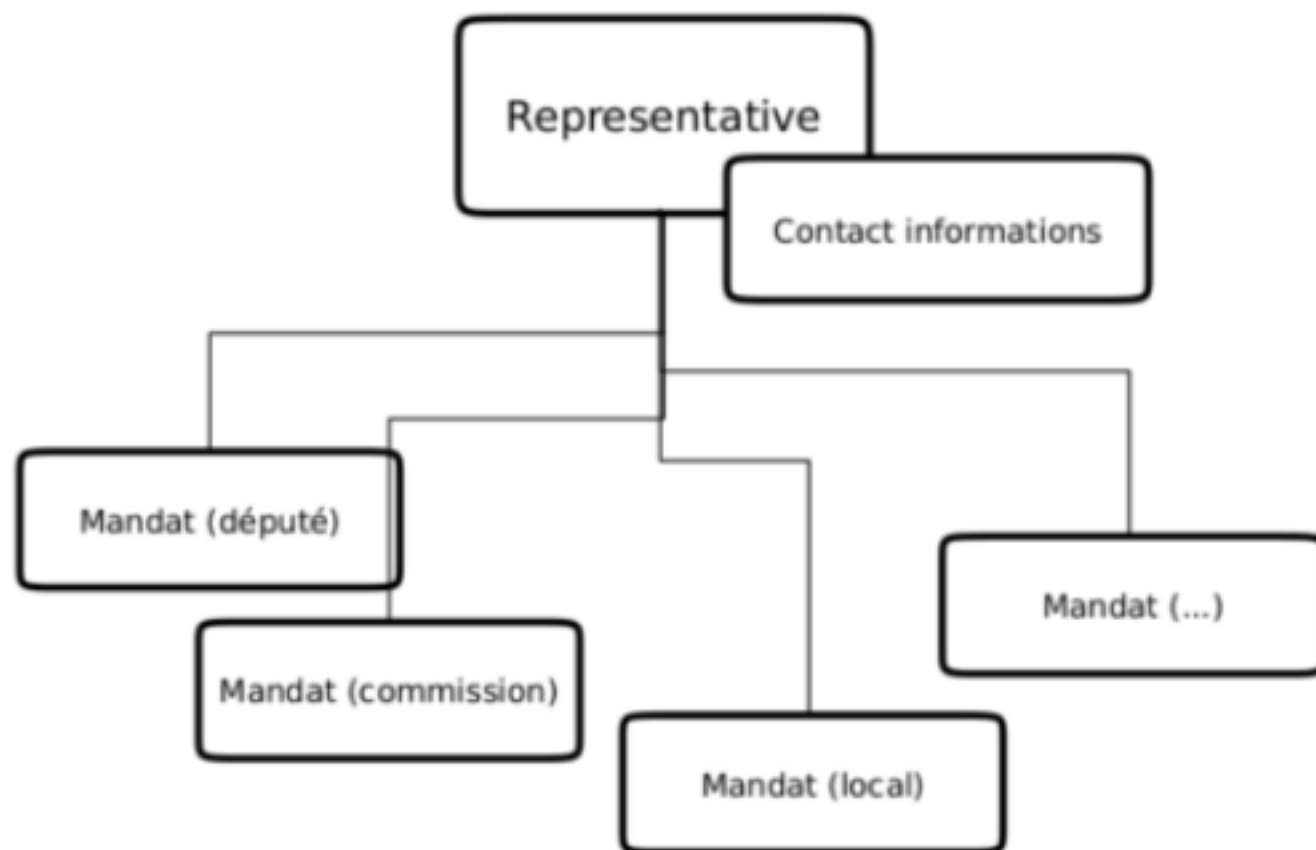 Representative
Contact informations
Mandat (député)
Mandat (...)
Mandat (commission)
Mandat (local)